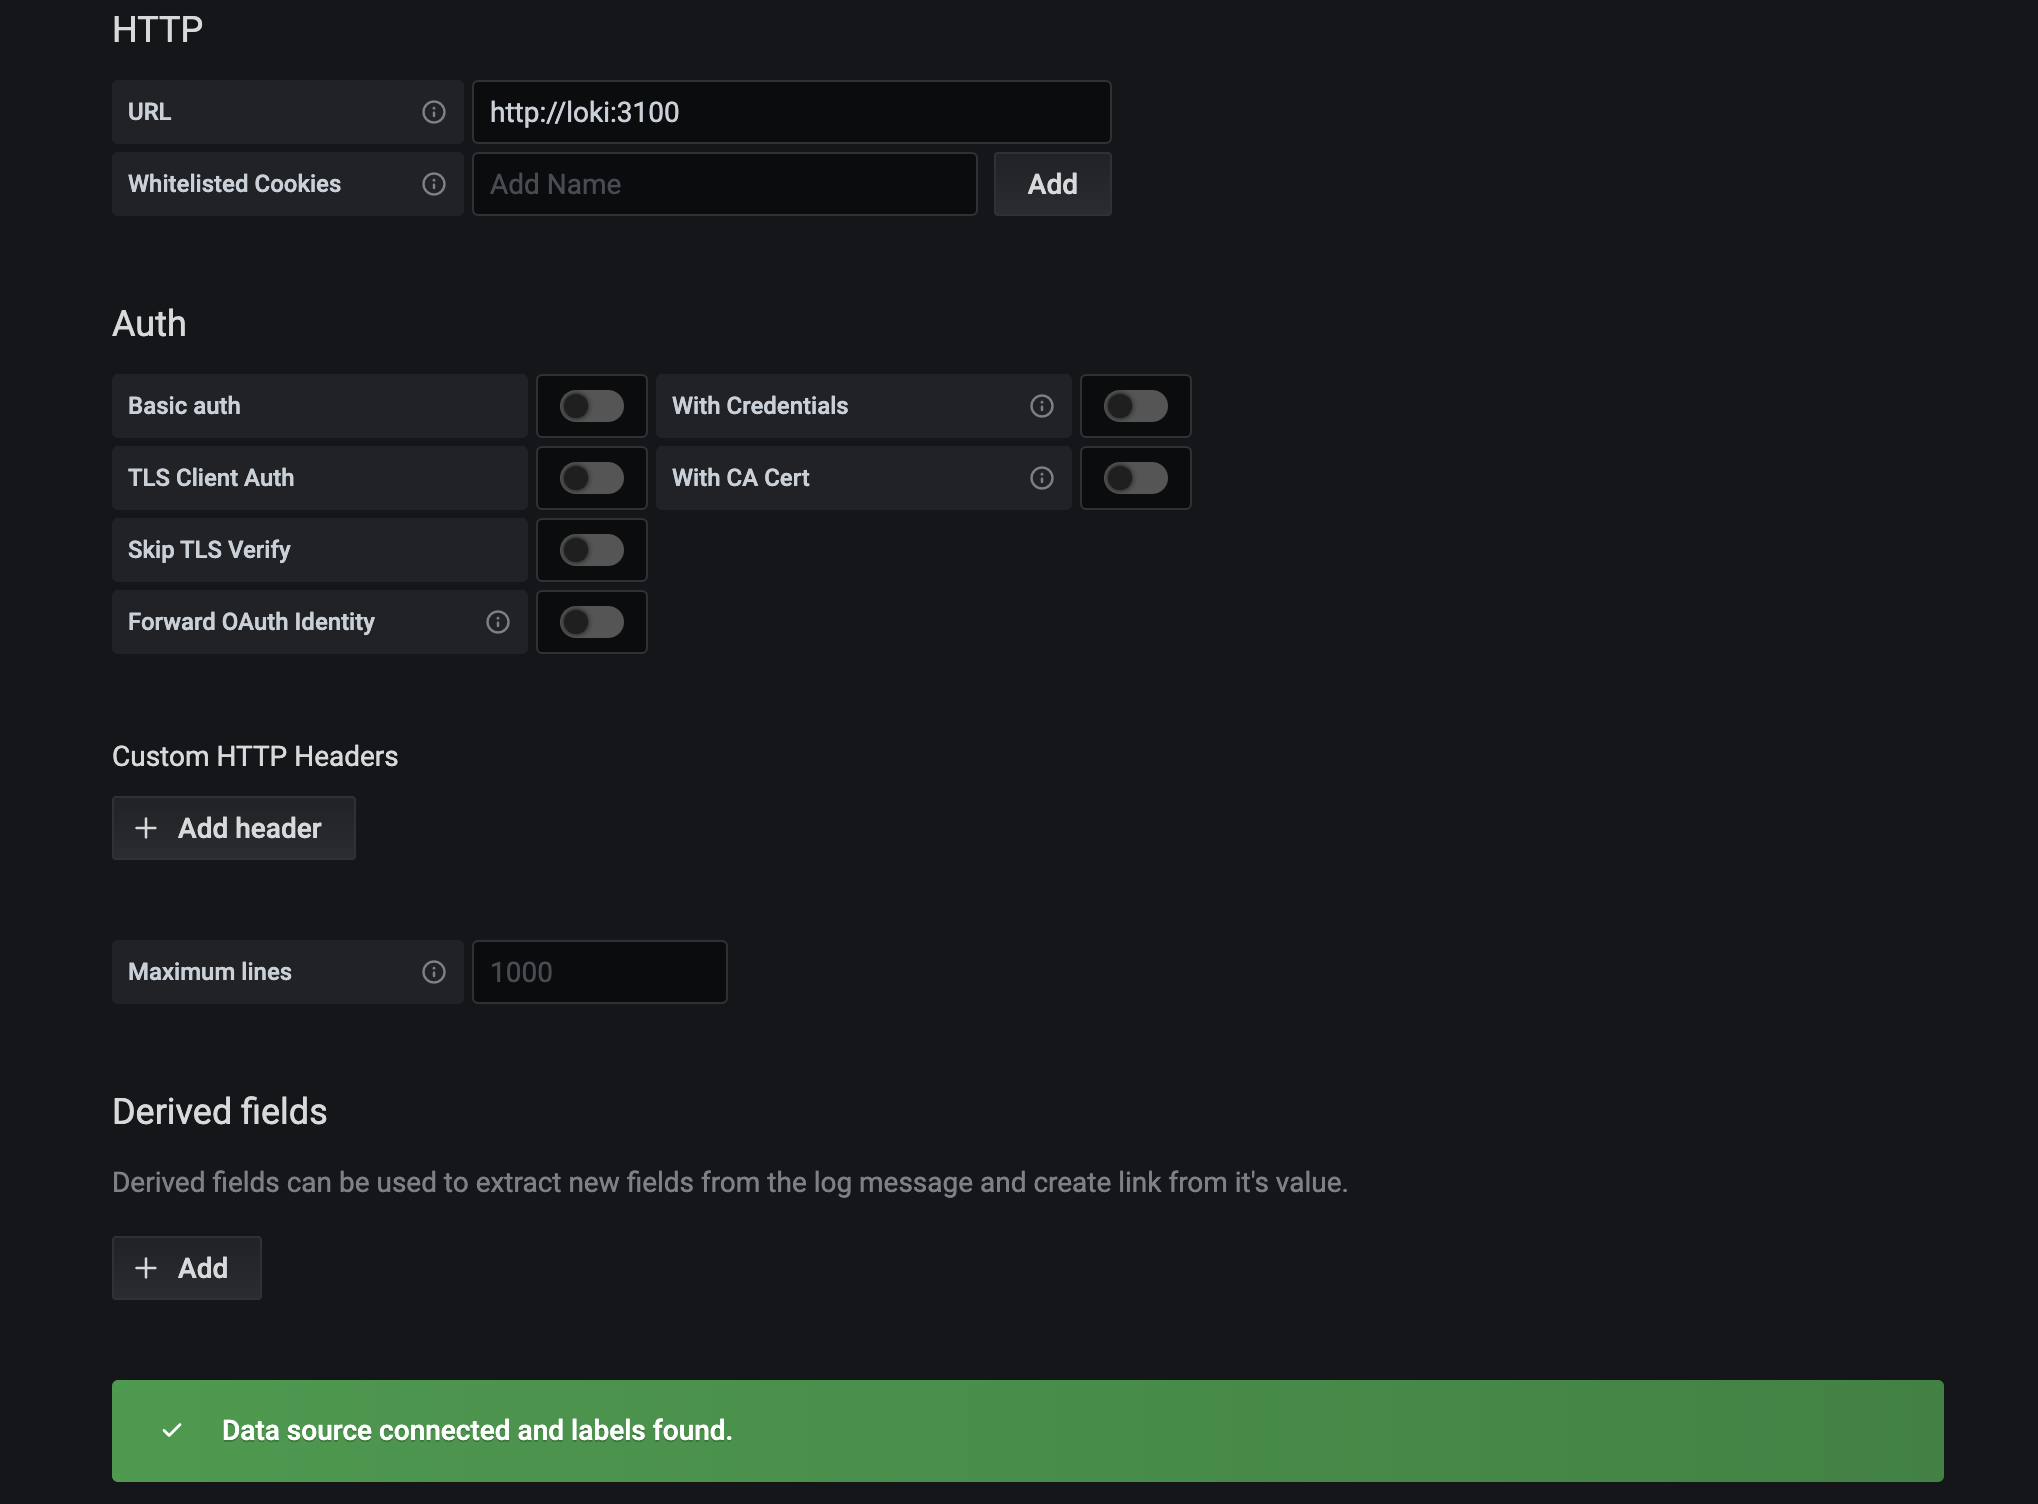 HTTP
URL
http://loki:3100
Whitelisted Cookies
Add Name
Add
Auth
Basic auth
With Credentials
TLS Client Auth
With CA Cert
Skip TLS Verify
Forward OAuth Identity
Custom HTTP Headers
+ Add header
Maximum lines
1000
Derived fields
Derived fields can be used to extract new fields from the log message and create link from it's value.
+ Add
Data source connected and labels found.